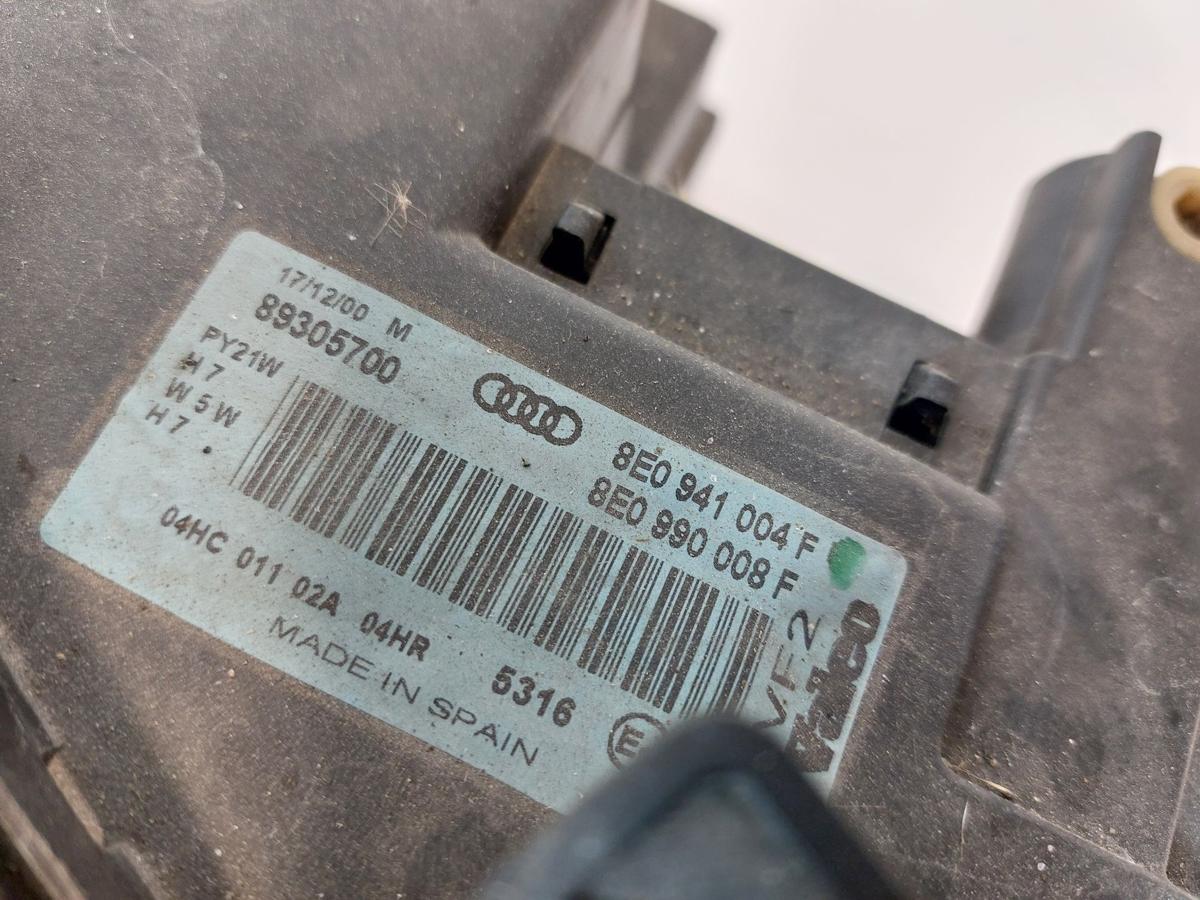 17/12/00 M
89305700
PY21W
H 7
W 5 W
H 7
8E0 941 004 F
8E0 990 008 F
04HC 011 02A 04HR 5316
MADE IN SPAIN
E
VF2
Valeo